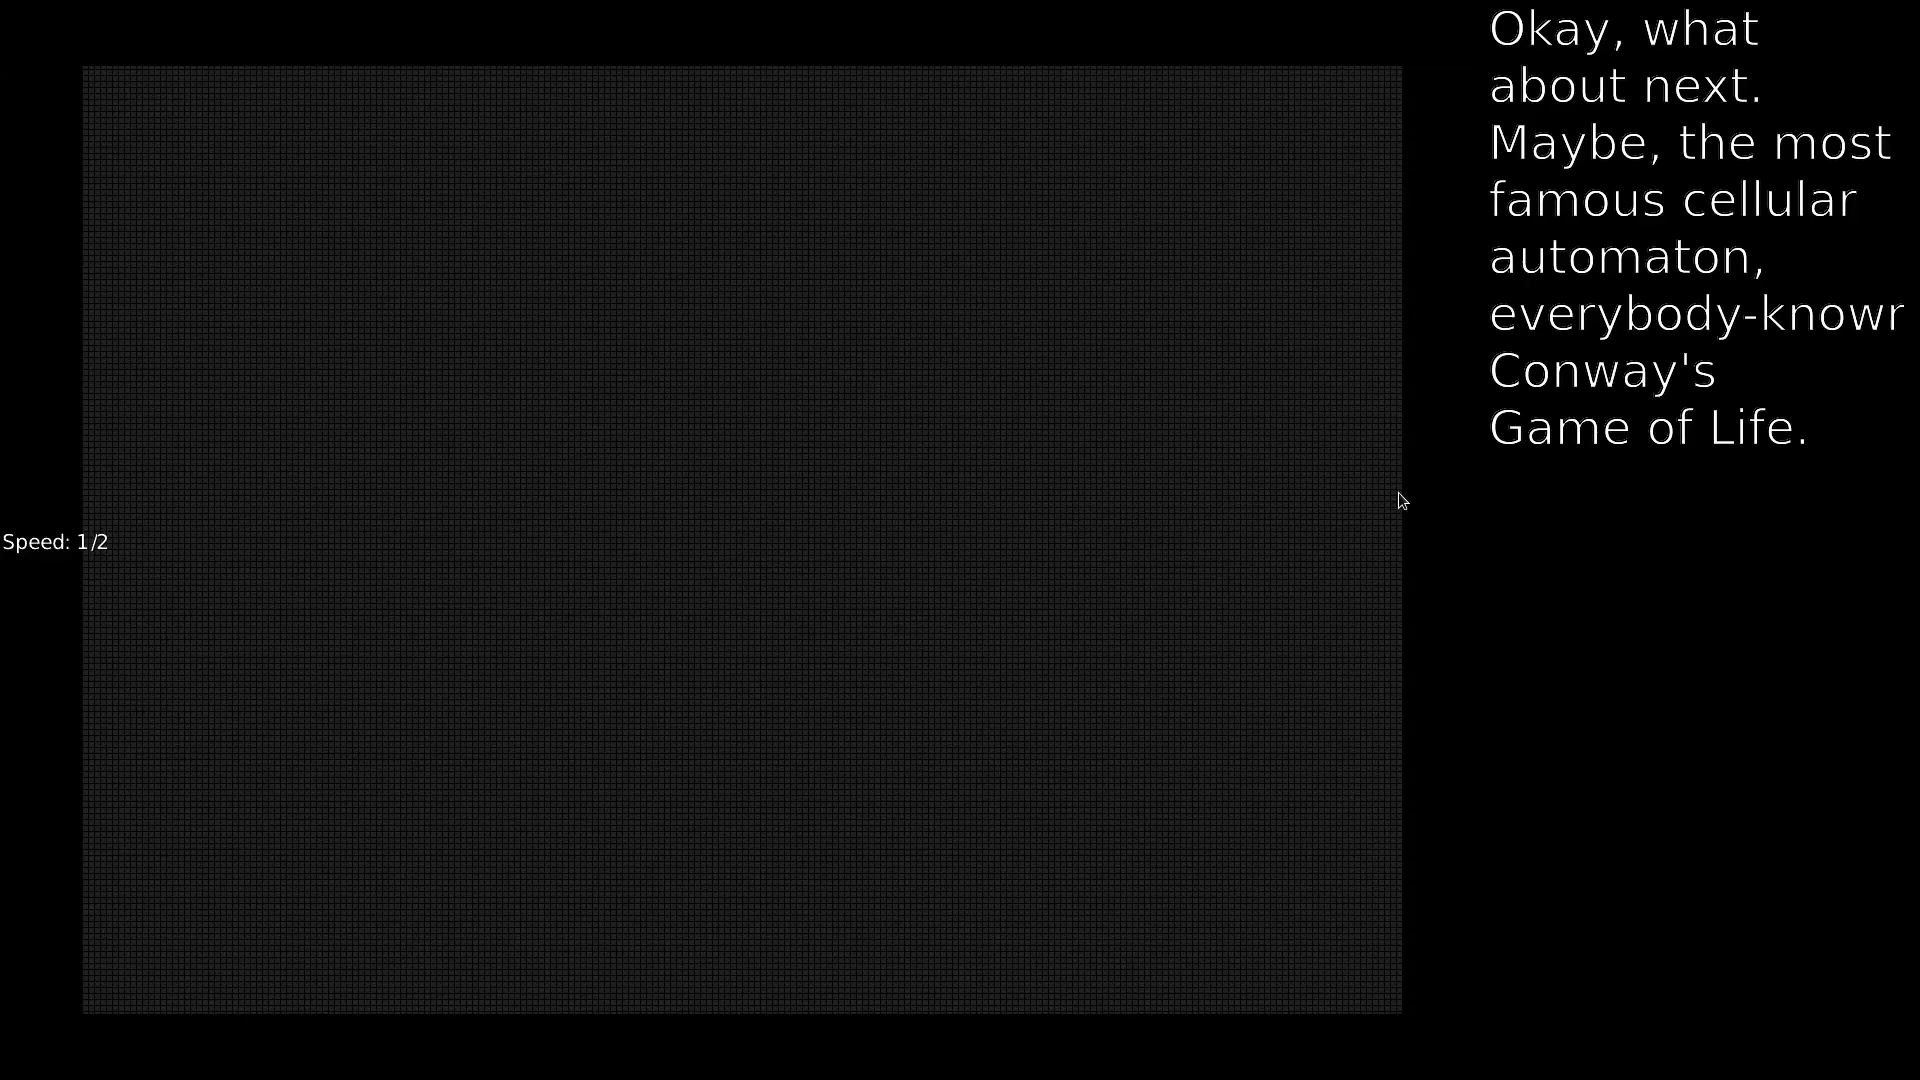 Okay, what
about next.
Maybe, the most
famous cellular
automaton,
everybody-knowr
Conway's
Game of Life.
Speed: 1/2